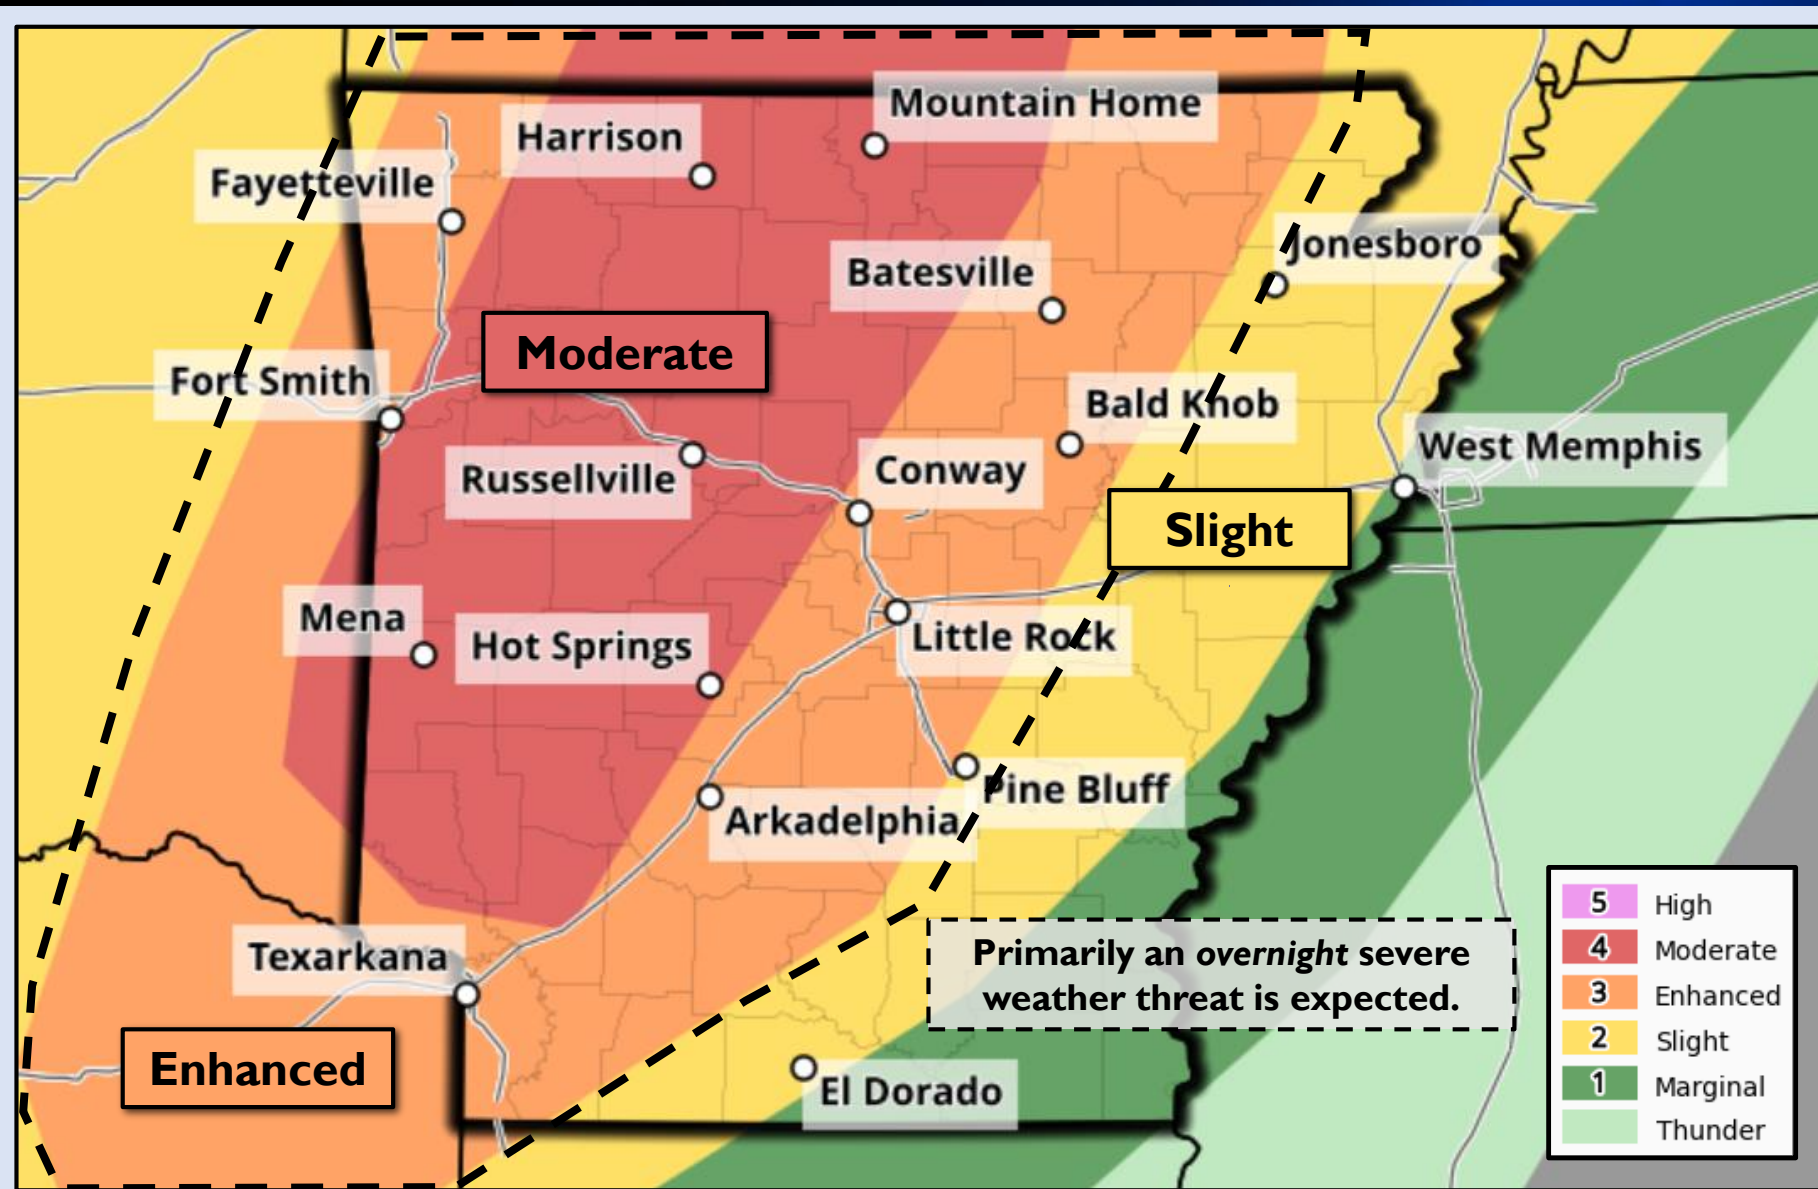 Mountain Home
Harrison
Fayetteville
Jonesboro
Batesville
Moderate
Fort Smith
Bald Knob
West Memphis
Conway
Russellville
Slight
Mena
Hot Springs
Little Rock
Pine Bluff
Arkadelphia
Texarkana
Primarily an overnight severe
weather threat is expected.
Enhanced
El Dorado
5 High
4 Moderate
3 Enhanced
2 Slight
1 Marginal
Thunder